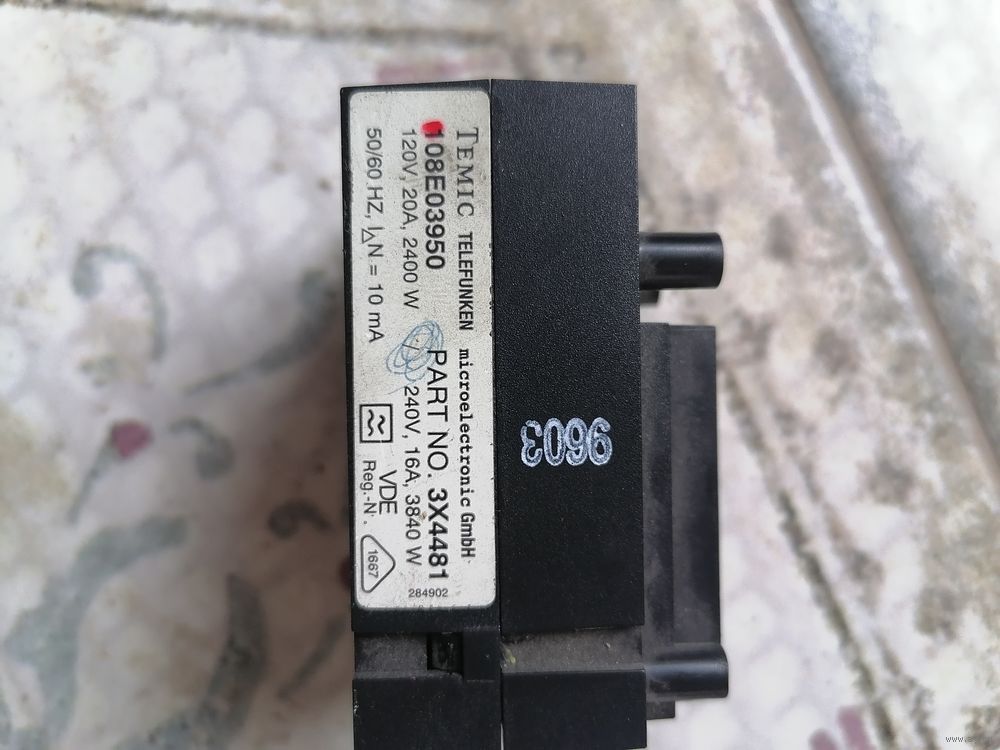 TEMIC TELEFUNKEN microelectronic GmbH
108E03950 PART NO. 3X4481
120V, 20A, 2400 W 240V, 16A, 3840 W
284902
50/60 HZ, I△N = 10 mA
VDE
Reg.-N .
1667
9603